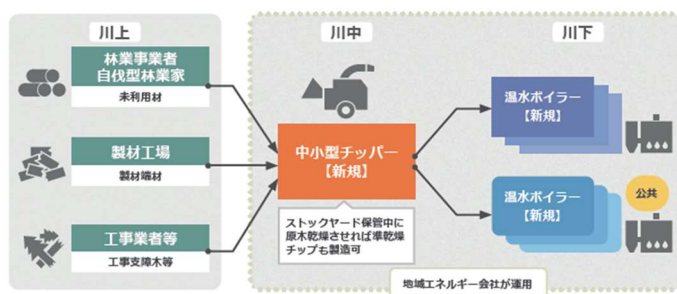 川上
林業事業者
自伐型林業家
未利用材
製材工場
製材端材
工事業者等
工事支障木等
川中
中小型チッパー
【新規】
ストックヤード保管中に
原木乾燥させれば準乾燥
チップも製造可
川下
温水ボイラー
【新規】
温水ボイラー
【新規】
公共
地域エネルギー会社が運用